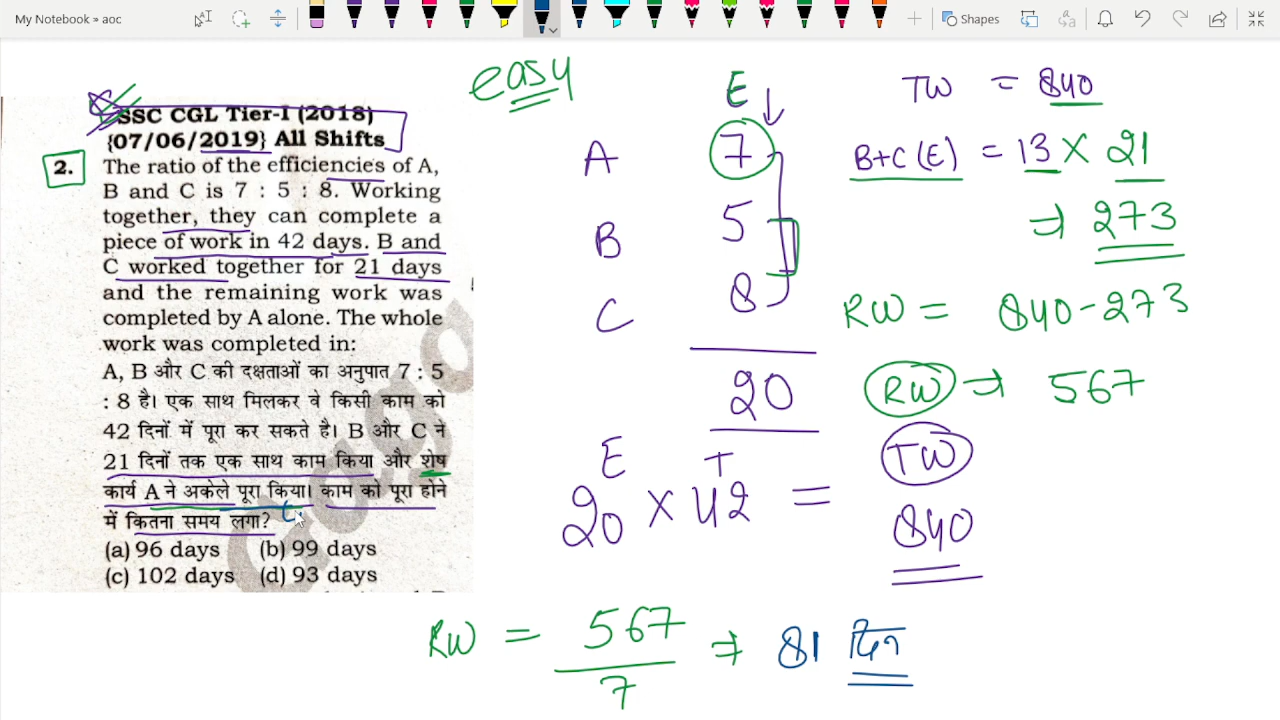 My Notebook » aoc
Shapes
easy
SSC CGL Tier-I (2018)
{07/06/2019} All Shifts
2. The ratio of the efficiencies of A,
B and C is 7 : 5 : 8. Working
together, they can complete a
piece of work in 42 days. B and
C worked together for 21 days
and the remaining work was
completed by A alone. The whole
work was completed in:
A, B और C की दक्षताओं का अनुपात 7 : 5
: 8 है। एक साथ मिलकर वे किसी काम को
42 दिनों में पूरा कर सकते है। B और C ने
21 दिनों तक एक साथ काम किया और शेष
कार्य A ने अकेले पूरा किया। काम को पूरा होने
में कितना समय लगा?
(a) 96 days (b) 99 days
(c) 102 days (d) 93 days
E
A 7
B 5
C 8
20
E T TW
20 × 42 = 840
TW = 840
B+C (E) = 13 × 21
⇒ 273
RW = 840-273
RW ⇒ 567
RW = 567/7 ⇒ 81 दिन